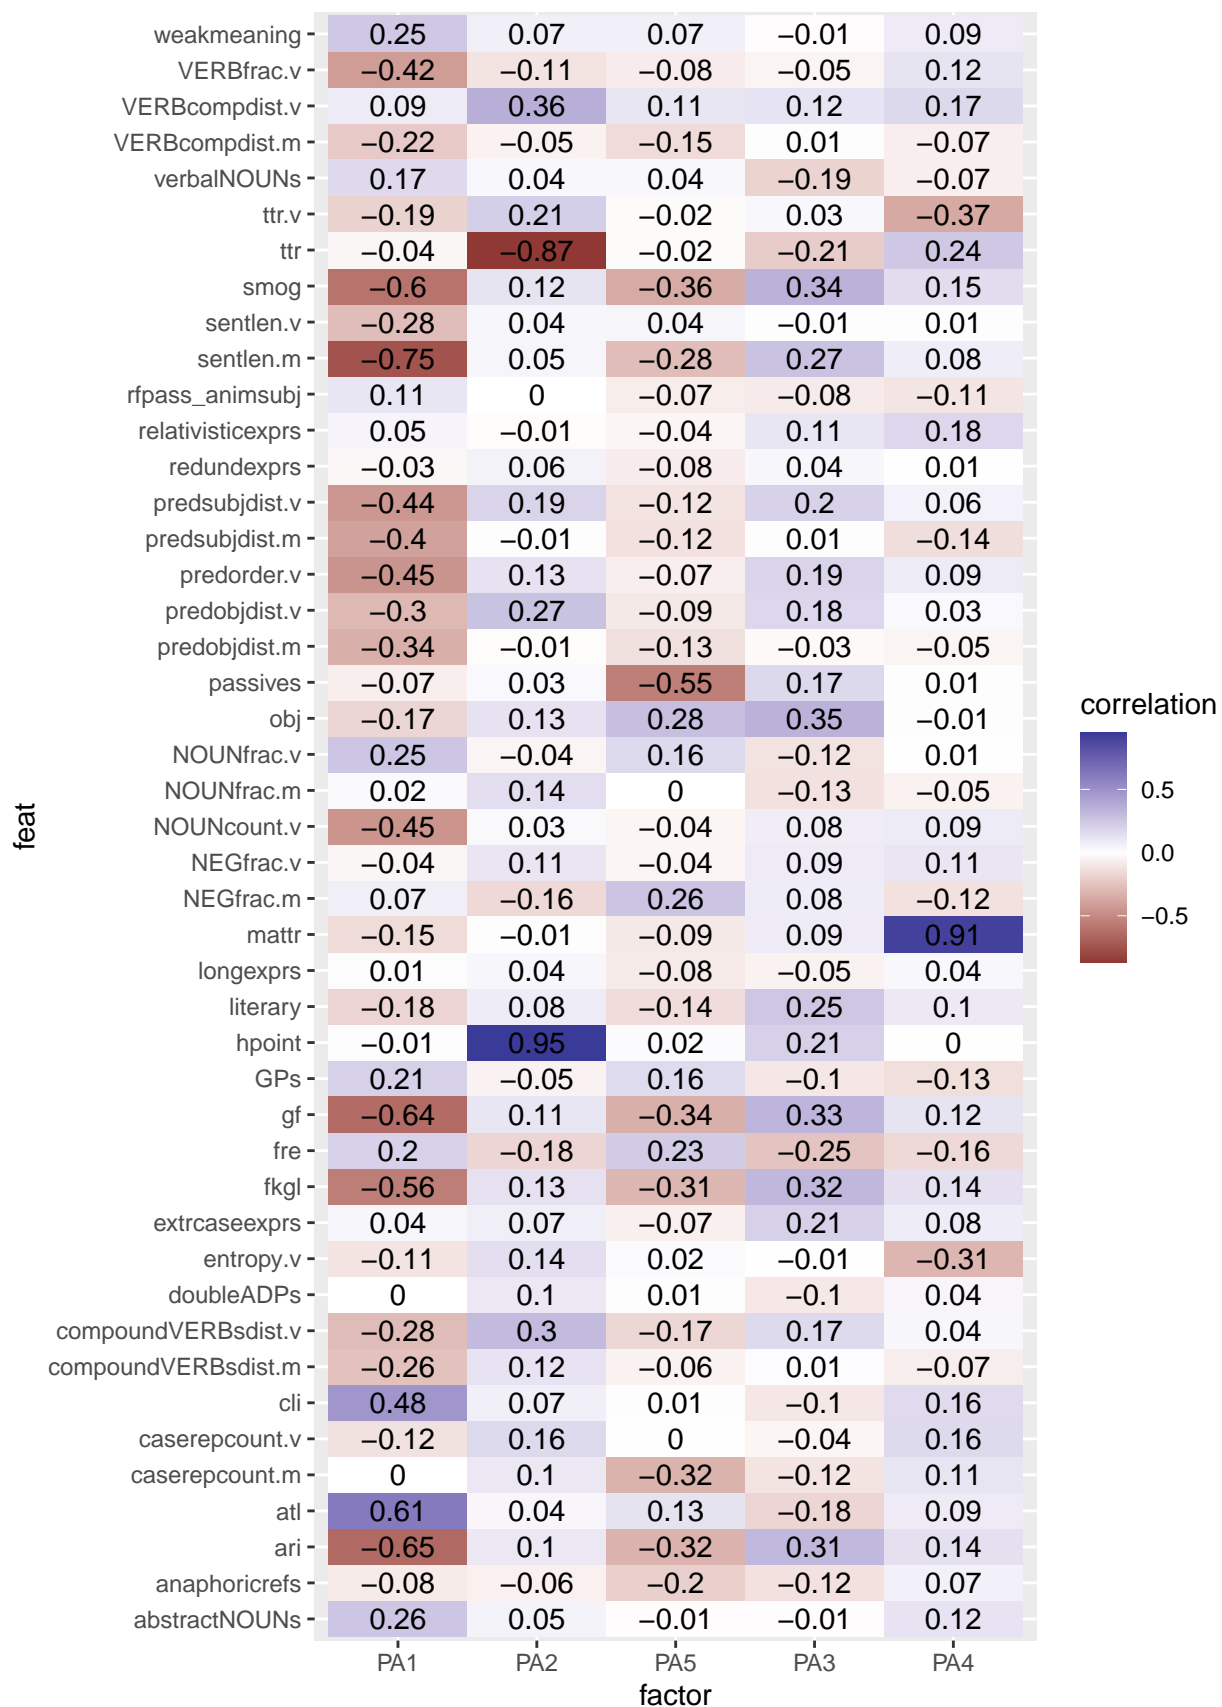 weakmeaning 0.25 0.07 0.07 −0.01 0.09
VERBfrac.v −0.42 −0.11 −0.08 −0.05 0.12
VERBcompdist.v 0.09 0.36 0.11 0.12 0.17
VERBcompdist.m −0.22 −0.05 −0.15 0.01 −0.07
verbalNOUNs 0.17 0.04 0.04 −0.19 −0.07
ttr.v −0.19 0.21 −0.02 0.03 −0.37
ttr −0.04 −0.87 −0.02 −0.21 0.24
smog −0.6 0.12 −0.36 0.34 0.15
sentlen.v −0.28 0.04 0.04 −0.01 0.01
sentlen.m −0.75 0.05 −0.28 0.27 0.08
rfpass_animsubj 0.11 0 −0.07 −0.08 −0.11
relativisticexprs 0.05 −0.01 −0.04 0.11 0.18
redundexprs −0.03 0.06 −0.08 0.04 0.01
predsubjdist.v −0.44 0.19 −0.12 0.2 0.06
predsubjdist.m −0.4 −0.01 −0.12 0.01 −0.14
predorder.v −0.45 0.13 −0.07 0.19 0.09
predobjdist.v −0.3 0.27 −0.09 0.18 0.03
predobjdist.m −0.34 −0.01 −0.13 −0.03 −0.05
passives −0.07 0.03 −0.55 0.17 0.01
obj −0.17 0.13 0.28 0.35 −0.01
NOUNfrac.v 0.25 −0.04 0.16 −0.12 0.01
NOUNfrac.m 0.02 0.14 0 −0.13 −0.05
NOUNcount.v −0.45 0.03 −0.04 0.08 0.09
NEGfrac.v −0.04 0.11 −0.04 0.09 0.11
NEGfrac.m 0.07 −0.16 0.26 0.08 −0.12
mattr −0.15 −0.01 −0.09 0.09 0.91
longexprs 0.01 0.04 −0.08 −0.05 0.04
literary −0.18 0.08 −0.14 0.25 0.1
hpoint −0.01 0.95 0.02 0.21 0
GPs 0.21 −0.05 0.16 −0.1 −0.13
gf −0.64 0.11 −0.34 0.33 0.12
fre 0.2 −0.18 0.23 −0.25 −0.16
fkgl −0.56 0.13 −0.31 0.32 0.14
extrcaseexprs 0.04 0.07 −0.07 0.21 0.08
entropy.v −0.11 0.14 0.02 −0.01 −0.31
doubleADPs 0 0.1 0.01 −0.1 0.04
compoundVERBsdist.v −0.28 0.3 −0.17 0.17 0.04
compoundVERBsdist.m −0.26 0.12 −0.06 0.01 −0.07
cli 0.48 0.07 0.01 −0.1 0.16
caserepcount.v −0.12 0.16 0 −0.04 0.16
caserepcount.m 0 0.1 −0.32 −0.12 0.11
atl 0.61 0.04 0.13 −0.18 0.09
ari −0.65 0.1 −0.32 0.31 0.14
anaphoricrefs −0.08 −0.06 −0.2 −0.12 0.07
abstractNOUNs 0.26 0.05 −0.01 −0.01 0.12
PA1 PA2 PA5 PA3 PA4
factor
feat
correlation
0.5
0.0
−0.5